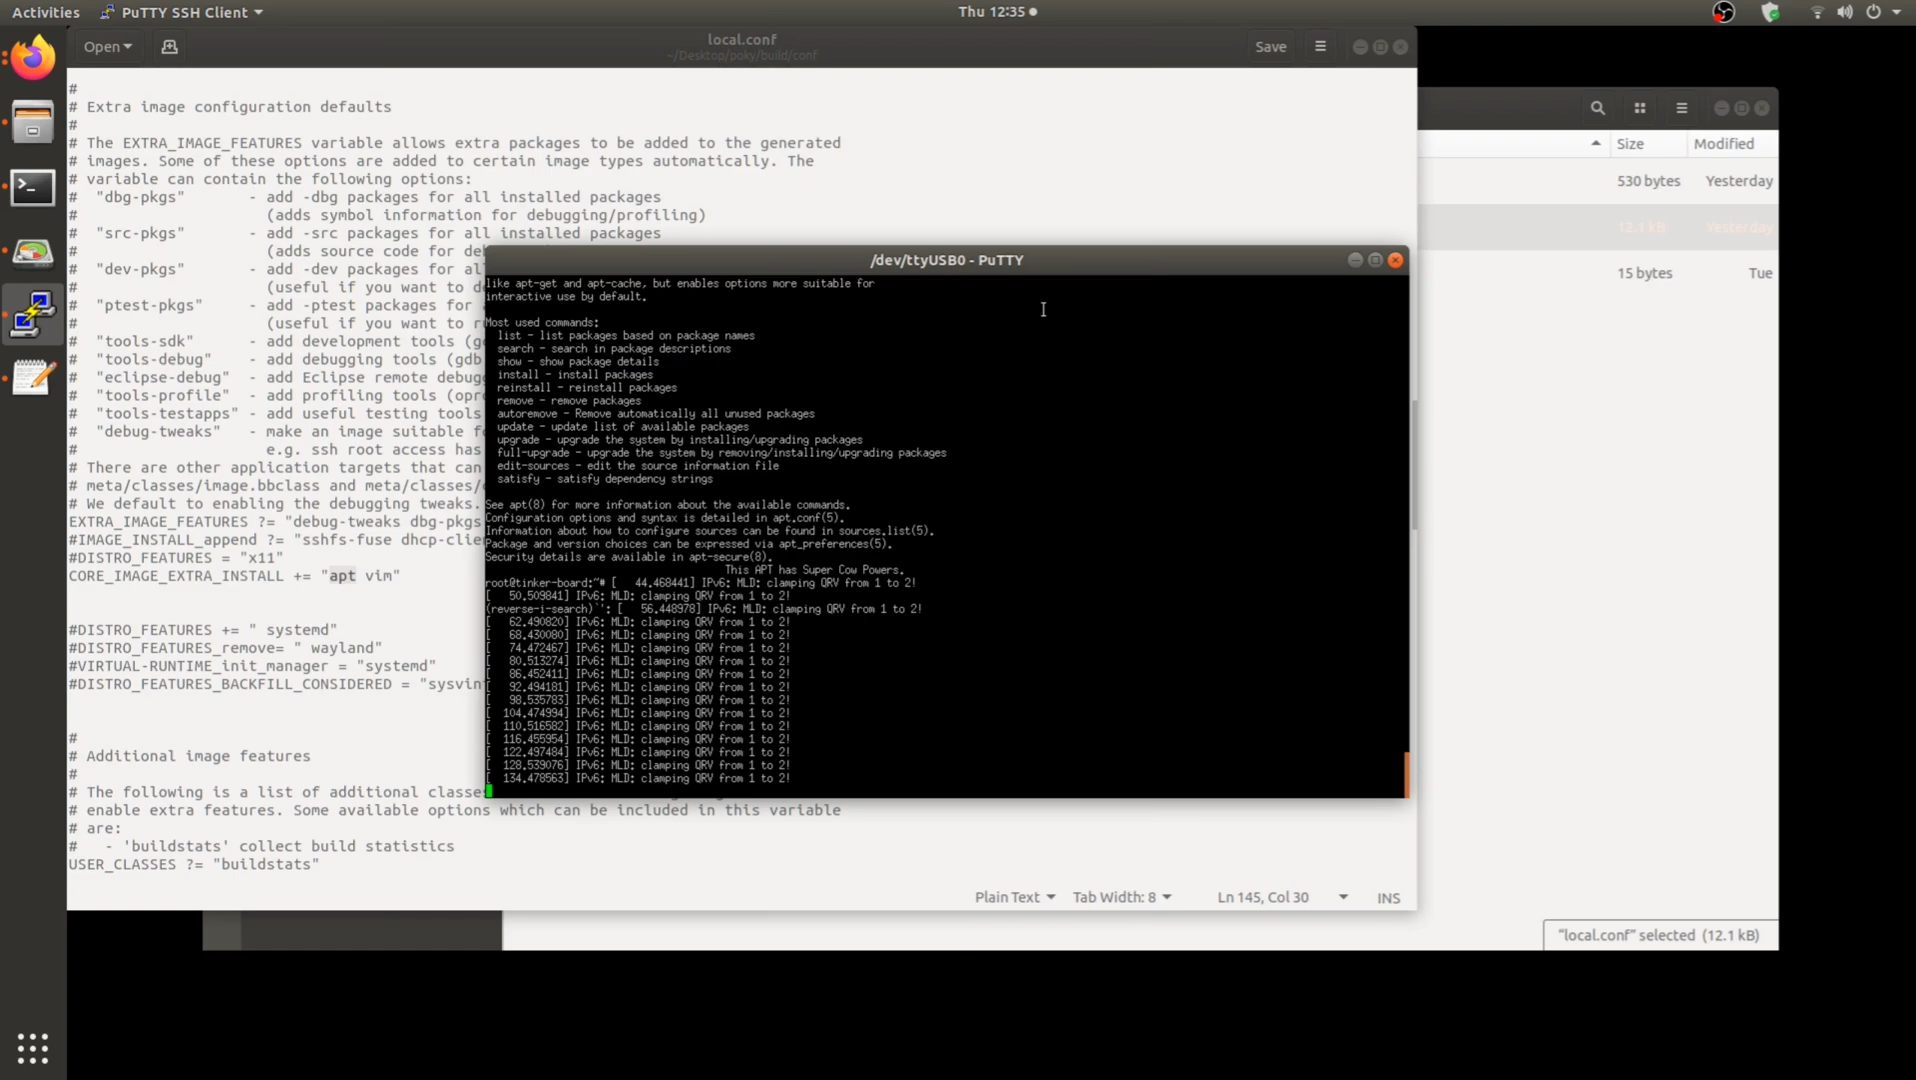 Activities
PuTTY SSH Client
Thu 12:35
Open
local.conf
~/Desktop/poky/build/conf
Save
#
# Extra image configuration defaults
#
# The EXTRA_IMAGE_FEATURES variable allows extra packages to be added to the generated
# images. Some of these options are added to certain image types automatically. The
# variable can contain the following options:
#  "dbg-pkgs"       - add -dbg packages for all installed packages
#                     (adds symbol information for debugging/profiling)
#  "src-pkgs"       - add -src packages for all installed packages
#                     (adds source code for de
#  "dev-pkgs"       - add -dev packages for al
#                     (useful if you want to d
#  "ptest-pkgs"     - add -ptest packages for
#                     (useful if you want to r
#  "tools-sdk"      - add development tools (g
#  "tools-debug"    - add debugging tools (gdb
#  "eclipse-debug"  - add Eclipse remote debug
#  "tools-profile"  - add profiling tools (opr
#  "tools-testapps" - add useful testing tools
#  "debug-tweaks"   - make an image suitable f
#                     e.g. ssh root access has
# There are other application targets that can
# meta/classes/image.bbclass and meta/classes/
# We default to enabling the debugging tweaks.
EXTRA_IMAGE_FEATURES ?= "debug-tweaks dbg-pkgs
#IMAGE_INSTALL_append ?= "sshfs-fuse dhcp-clie
#DISTRO_FEATURES = "x11"
CORE_IMAGE_EXTRA_INSTALL += "apt vim"
#DISTRO_FEATURES += " systemd"
#DISTRO_FEATURES_remove= " wayland"
#VIRTUAL-RUNTIME_init_manager = "systemd"
#DISTRO_FEATURES_BACKFILL_CONSIDERED = "sysvin
#
# Additional image features
#
# The following is a list of additional classe
# enable extra features. Some available options which can be included in this variable
# are:
#   - 'buildstats' collect build statistics
USER_CLASSES ?= "buildstats"
Plain Text
Tab Width: 8
Ln 145, Col 30
INS
/dev/ttyUSB0 - PuTTY
like apt-get and apt-cache, but enables options more suitable for
interactive use by default.
Most used commands:
  list - list packages based on package names
  search - search in package descriptions
  show - show package details
  install - install packages
  reinstall - reinstall packages
  remove - remove packages
  autoremove - Remove automatically all unused packages
  update - update list of available packages
  upgrade - upgrade the system by installing/upgrading packages
  full-upgrade - upgrade the system by removing/installing/upgrading packages
  edit-sources - edit the source information file
  satisfy - satisfy dependency strings
See apt(8) for more information about the available commands.
Configuration options and syntax is detailed in apt.conf(5).
Information about how to configure sources can be found in sources.list(5).
Package and version choices can be expressed via apt_preferences(5).
Security details are available in apt-secure(8).
This APT has Super Cow Powers.
root@tinker-board:~# [   44.468441] IPv6: MLD: clamping QRV from 1 to 2!
[   50.509841] IPv6: MLD: clamping QRV from 1 to 2!
(reverse-i-search)`': [   56.448978] IPv6: MLD: clamping QRV from 1 to 2!
[   62.490820] IPv6: MLD: clamping QRV from 1 to 2!
[   68.430080] IPv6: MLD: clamping QRV from 1 to 2!
[   74.472467] IPv6: MLD: clamping QRV from 1 to 2!
[   80.513274] IPv6: MLD: clamping QRV from 1 to 2!
[   86.452411] IPv6: MLD: clamping QRV from 1 to 2!
[   92.494181] IPv6: MLD: clamping QRV from 1 to 2!
[   98.535783] IPv6: MLD: clamping QRV from 1 to 2!
[  104.474994] IPv6: MLD: clamping QRV from 1 to 2!
[  110.516582] IPv6: MLD: clamping QRV from 1 to 2!
[  116.455954] IPv6: MLD: clamping QRV from 1 to 2!
[  122.497484] IPv6: MLD: clamping QRV from 1 to 2!
[  128.539076] IPv6: MLD: clamping QRV from 1 to 2!
[  134.478563] IPv6: MLD: clamping QRV from 1 to 2!
Size
Modified
530 bytes
Yesterday
12.1 kB
Yesterday
15 bytes
Tue
"local.conf" selected (12.1 kB)